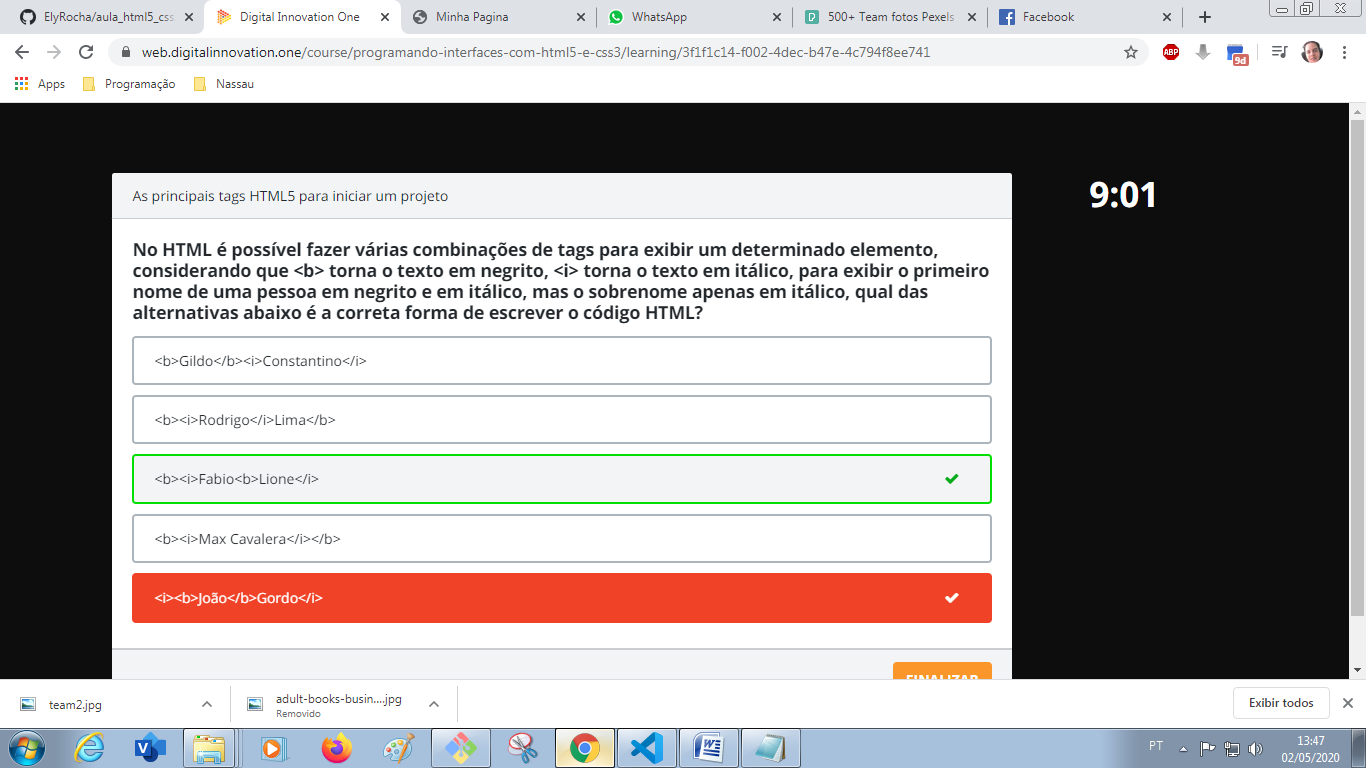 ElyRocha/aula_html5_css
Digital Innovation One
Minha Pagina
WhatsApp
500+ Team fotos Pexels
Facebook
web.digitalinnovation.one/course/programando-interfaces-com-html5-e-css3/learning/3f1f1c14-f002-4dec-b47e-4c794f8ee741
ABP
9d
Apps
Programação
Nassau
As principais tags HTML5 para iniciar um projeto
9:01
No HTML é possível fazer várias combinações de tags para exibir um determinado elemento,
considerando que <b> torna o texto em negrito, <i> torna o texto em itálico, para exibir o primeiro
nome de uma pessoa em negrito e em itálico, mas o sobrenome apenas em itálico, qual das
alternativas abaixo é a correta forma de escrever o código HTML?
<b>Gildo</b><i>Constantino</i>
<b><i>Rodrigo</i>Lima</b>
<b><i>Fabio<b>Lione</i>
<b><i>Max Cavalera</i></b>
<i><b>João</b>Gordo</i>
FINALIZAR
team2.jpg
adult-books-busin....jpg
Removido
Exibir todos
PT
13:47
02/05/2020